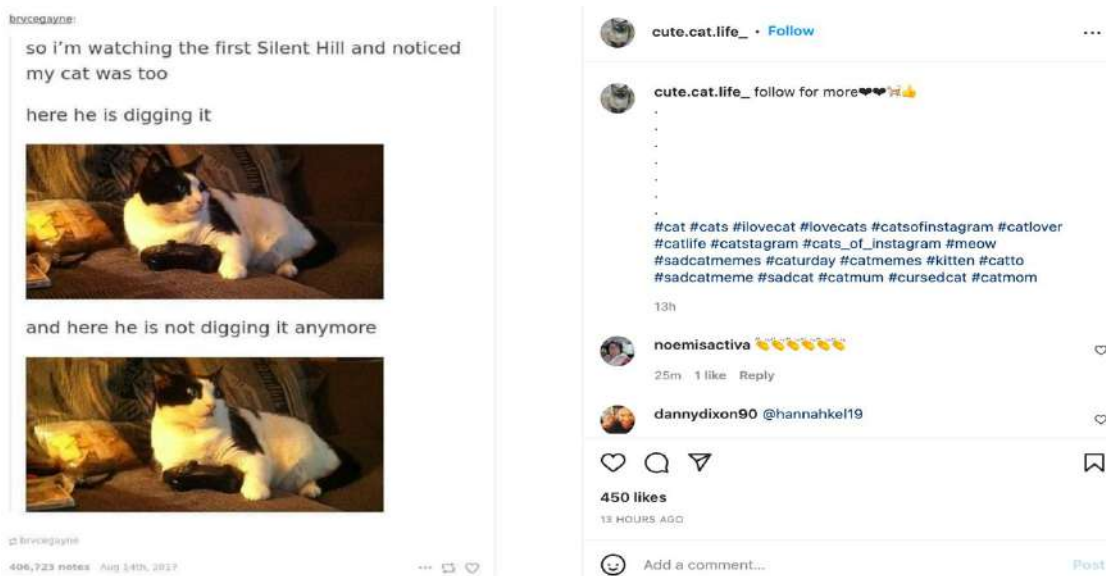 brycegayne:
so i'm watching the first Silent Hill and noticed
my cat was too
here he is digging it
and here he is not digging it anymore
brycegayne
406,723 notes Aug 14th, 2017
cute.cat.life_ • Follow
cute.cat.life_ follow for more❤❤🐈👍
.
.
.
.
.
.
.
#cat #cats #ilovecat #lovecats #catsofinstagram #catlover
#catlife #catstagram #cats_of_instagram #meow
#sadcatmemes #caturday #catmemes #kitten #catto
#sadcatmeme #sadcat #catmum #cursedcat #catmom
13h
noemisactiva 👏👏👏👏👏👏
25m 1 like Reply
dannydixon90 @hannahkel19
450 likes
13 HOURS AGO
Add a comment... Post